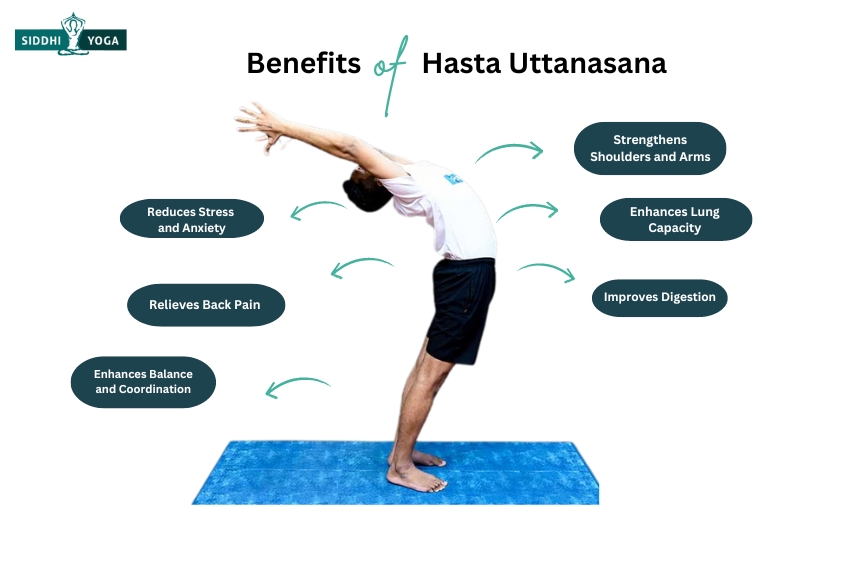 SIDDHI YOGA
Benefits of Hasta Uttanasana
Strengthens
Shoulders and Arms
Reduces Stress
and Anxiety
Enhances Lung
Capacity
Relieves Back Pain
Improves Digestion
Enhances Balance
and Coordination